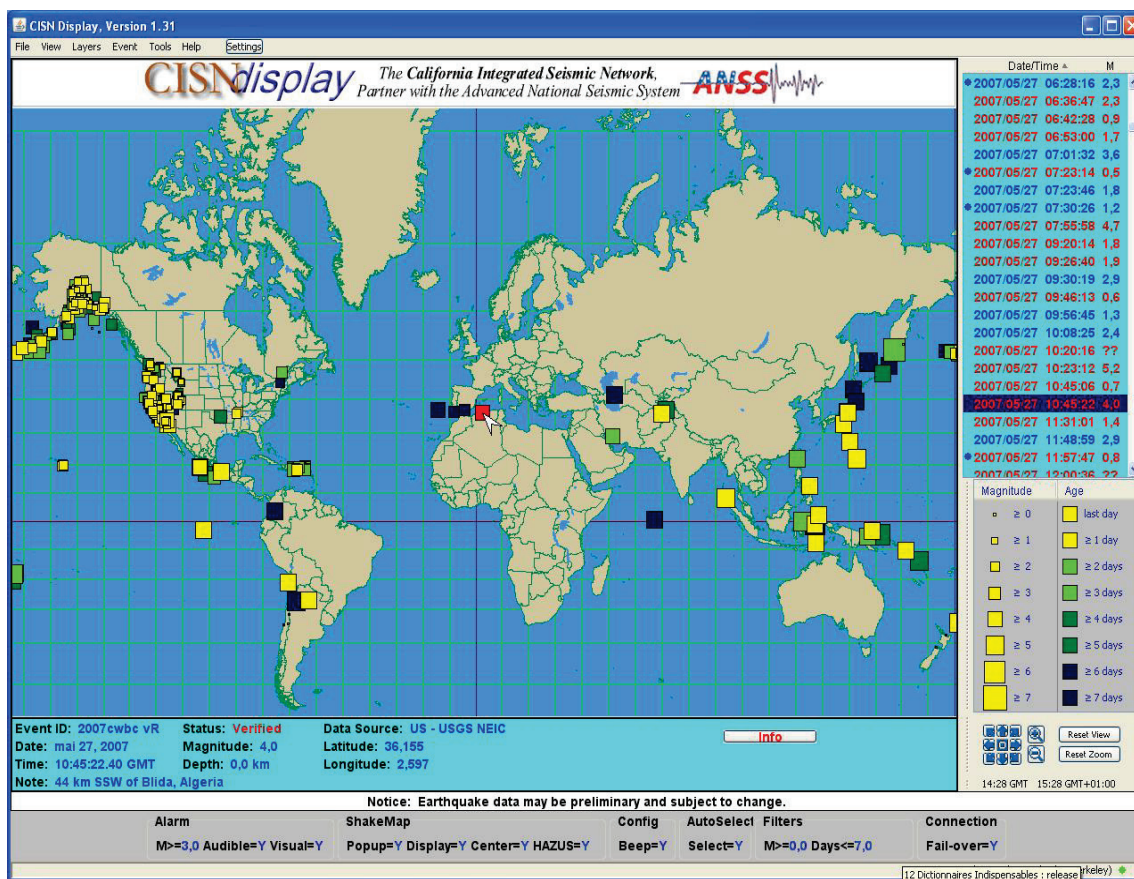 CISN Display, Version 1.31
File View Layers Event Tools Help Settings
CISN display The California Integrated Seismic Network, Partner with the Advanced National Seismic System ANSS
Date/Time M
2007/05/27 06:28:16 2,3
2007/05/27 06:36:47 2,3
2007/05/27 06:42:28 0,9
2007/05/27 06:53:00 1,7
2007/05/27 07:01:32 3,6
2007/05/27 07:23:14 0,5
2007/05/27 07:23:46 1,8
2007/05/27 07:30:26 1,2
2007/05/27 07:55:58 4,7
2007/05/27 09:20:14 1,8
2007/05/27 09:26:40 1,9
2007/05/27 09:30:19 2,9
2007/05/27 09:46:13 0,6
2007/05/27 09:56:45 1,3
2007/05/27 10:08:25 2,4
2007/05/27 10:20:16 ??
2007/05/27 10:23:12 5,2
2007/05/27 10:45:06 0,7
2007/05/27 10:45:22 4,0
2007/05/27 11:31:01 1,4
2007/05/27 11:48:59 2,9
2007/05/27 11:57:47 0,8
2007/05/27 12:00:36 ??
Magnitude Age
≥ 0 last day
≥ 1 ≥ 1 day
≥ 2 ≥ 2 days
≥ 3 ≥ 3 days
≥ 4 ≥ 4 days
≥ 5 ≥ 5 days
≥ 6 ≥ 6 days
≥ 7 ≥ 7 days
Reset View
Reset Zoom
14:28 GMT 15:28 GMT+01:00
Event ID: 2007cwbc vR Status: Verified Data Source: US - USGS NEIC
Info
Date: mai 27, 2007 Magnitude: 4,0 Latitude: 36,155
Time: 10:45:22.40 GMT Depth: 0,0 km Longitude: 2,597
Note: 44 km SSW of Blida, Algeria
Notice: Earthquake data may be preliminary and subject to change.
Alarm ShakeMap Config AutoSelect Filters Connection
M>=3,0 Audible=Y Visual=Y Popup=Y Display=Y Center=Y HAZUS=Y Beep=Y Select=Y M>=0,0 Days<=7,0 Fail-over=Y
12 Dictionnaires Indispensables : release rkeley)